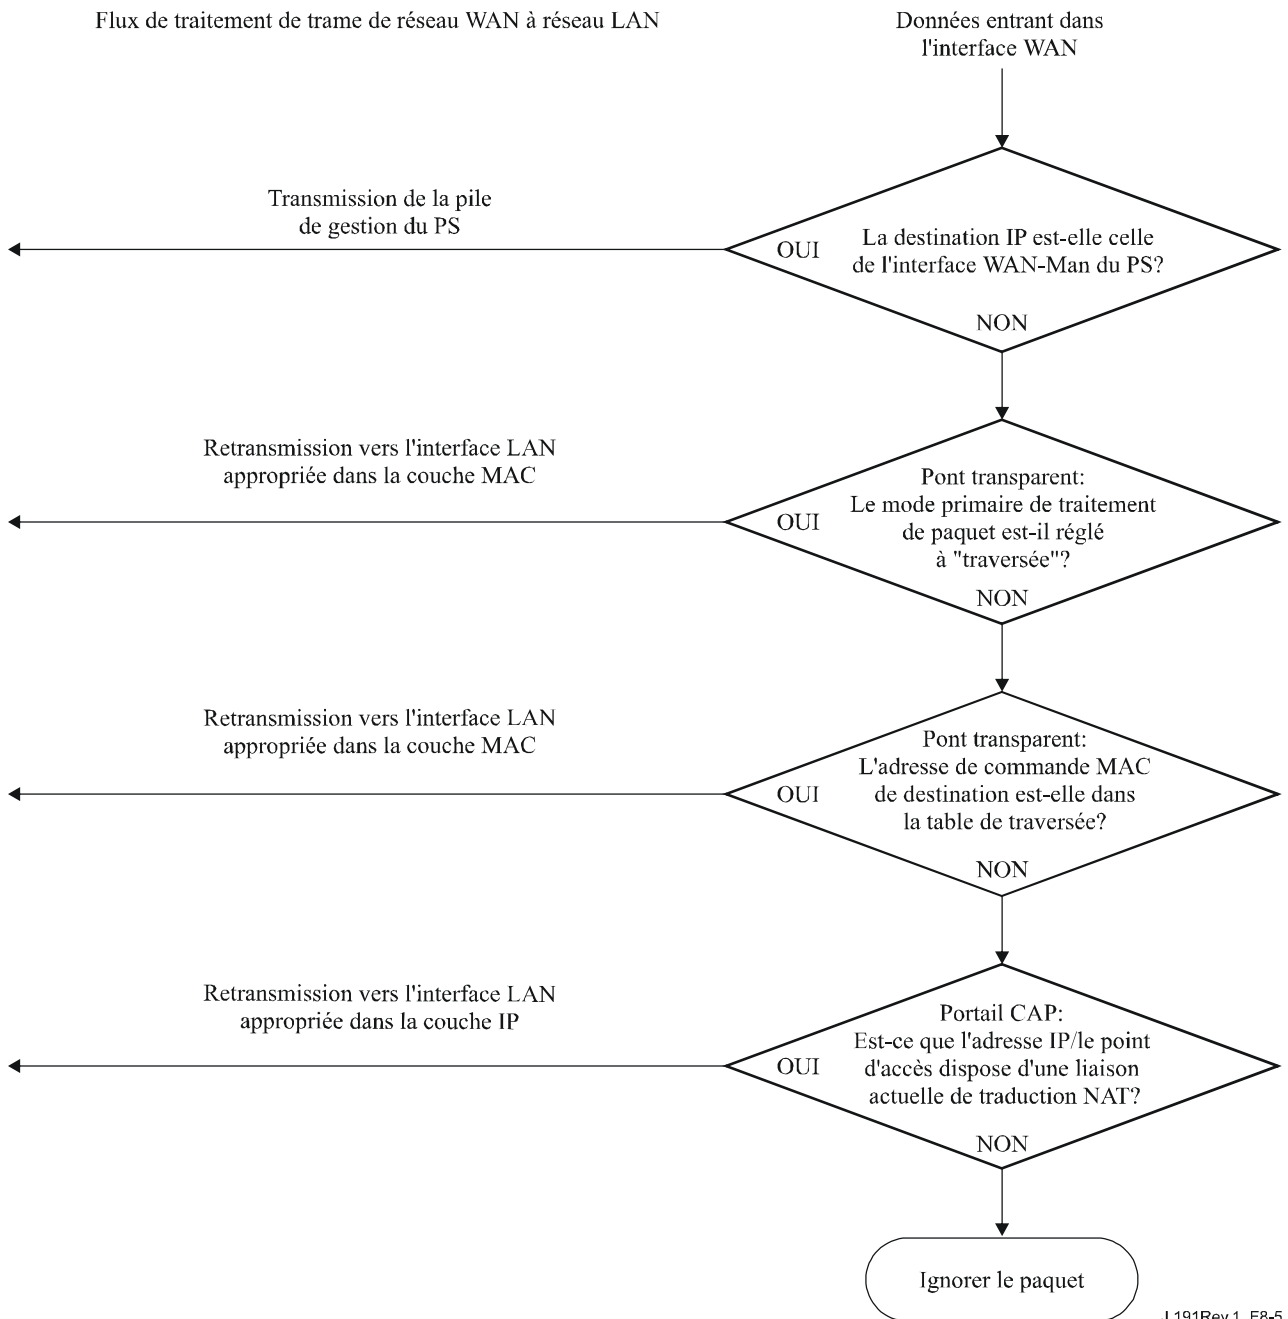 Flux de traitement de trame de réseau WAN à réseau LAN
Données entrant dans
l'interface WAN
Transmission de la pile
de gestion du PS
OUI
La destination IP est-elle celle
de l'interface WAN-Man du PS?
NON
Retransmission vers l'interface LAN
appropriée dans la couche MAC
OUI
Pont transparent:
Le mode primaire de traitement
de paquet est-il réglé
à "traversée"?
NON
Retransmission vers l'interface LAN
appropriée dans la couche MAC
OUI
Pont transparent:
L'adresse de commande MAC
de destination est-elle dans
la table de traversée?
NON
Retransmission vers l'interface LAN
appropriée dans la couche IP
OUI
Portail CAP:
Est-ce que l'adresse IP/le point
d'accès dispose d'une liaison
actuelle de traduction NAT?
NON
Ignorer le paquet
J.191Rev.1_F8-5